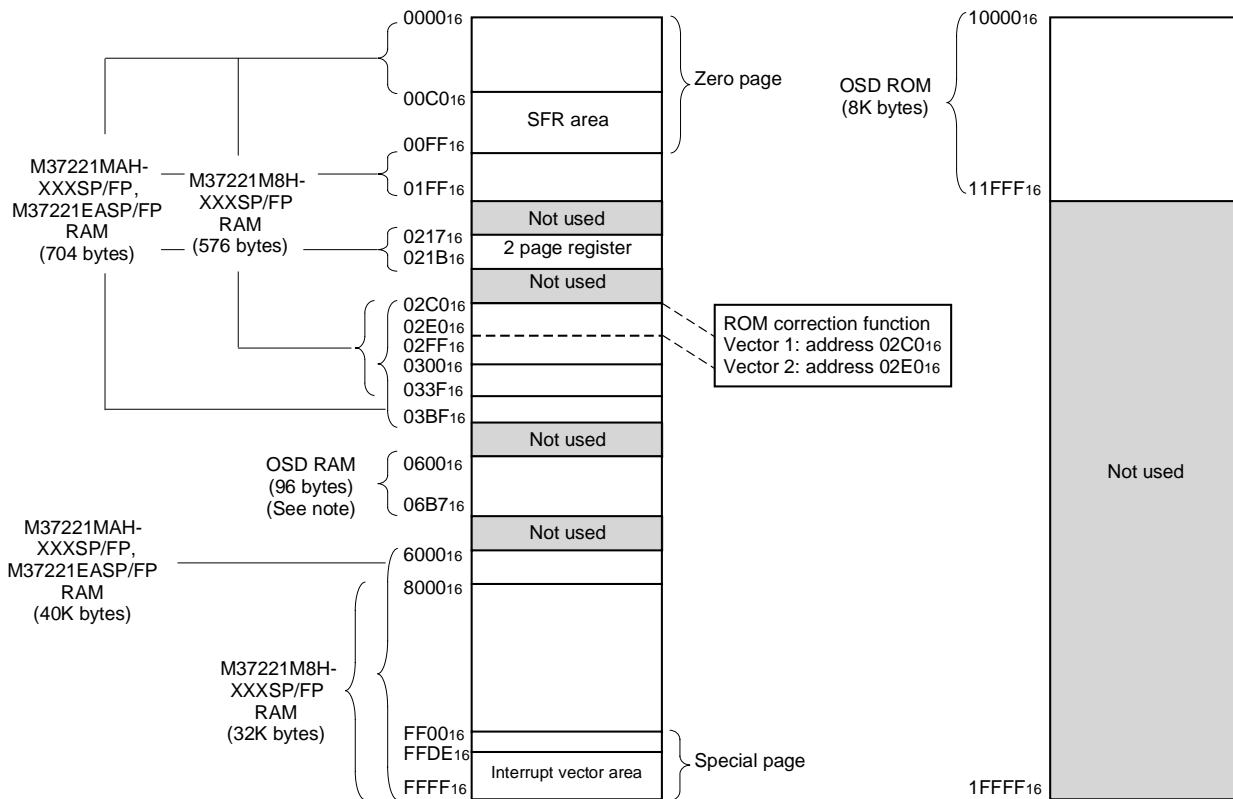 0000₁₆
00C0₁₆
00FF₁₆
01FF₁₆
0217₁₆
021B₁₆
02C0₁₆
02E0₁₆
02FF₁₆
0300₁₆
033F₁₆
03BF₁₆
0600₁₆
06B7₁₆
6000₁₆
8000₁₆
FF00₁₆
FFDE₁₆
FFFF₁₆
M37221MAH-
XXXSP/FP,
M37221EASP/FP
RAM
(704 bytes)
M37221M8H-
XXXSP/FP
RAM
(576 bytes)
OSD RAM
(96 bytes)
(See note)
M37221MAH-
XXXSP/FP,
M37221EASP/FP
RAM
(40K bytes)
M37221M8H-
XXXSP/FP
RAM
(32K bytes)
SFR area
Not used
2 page register
Not used
Not used
Not used
Interrupt vector area
Zero page
ROM correction function
Vector 1: address 02C0₁₆
Vector 2: address 02E0₁₆
Special page
10000₁₆
OSD ROM
(8K bytes)
11FFF₁₆
Not used
1FFFF₁₆